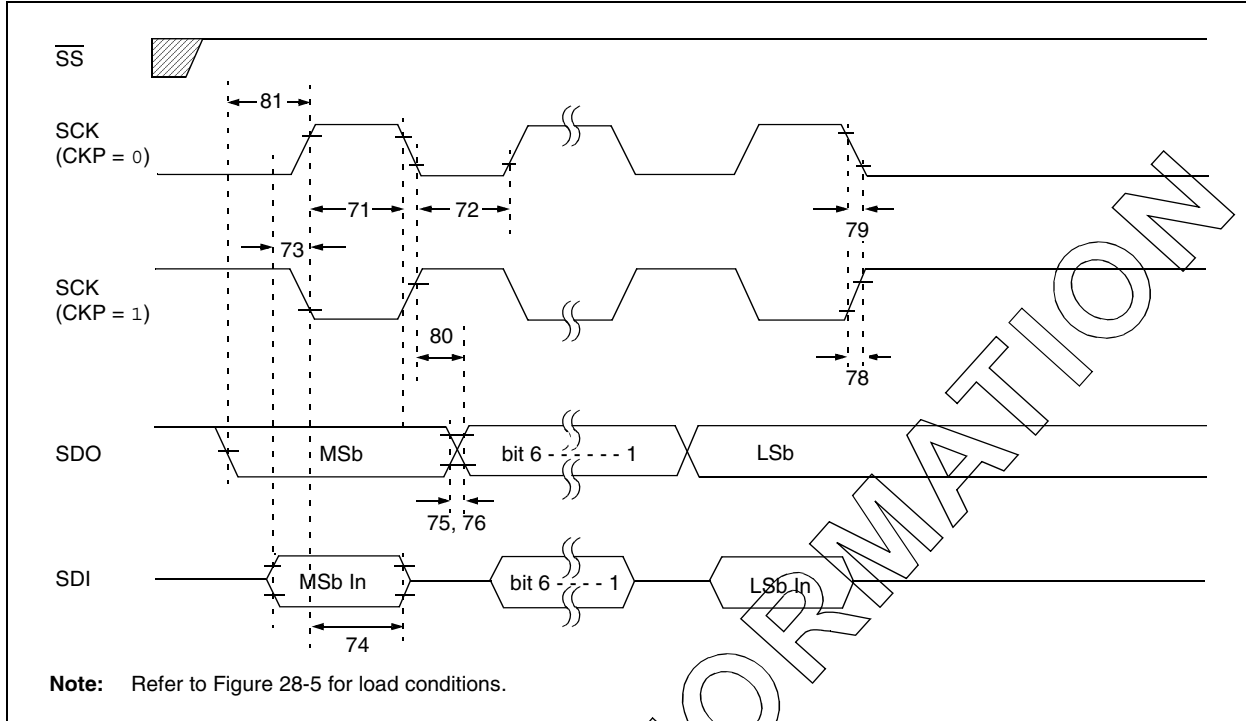 SS
81
SCK
(CKP = 0)
71
72
79
73
SCK
(CKP = 1)
80
78
SDO
MSb
bit 6 - - - - - - 1
LSb
75, 76
SDI
MSb In
bit 6 - - - - 1
LSb In
74
Note: Refer to Figure 28-5 for load conditions.
ORMATION